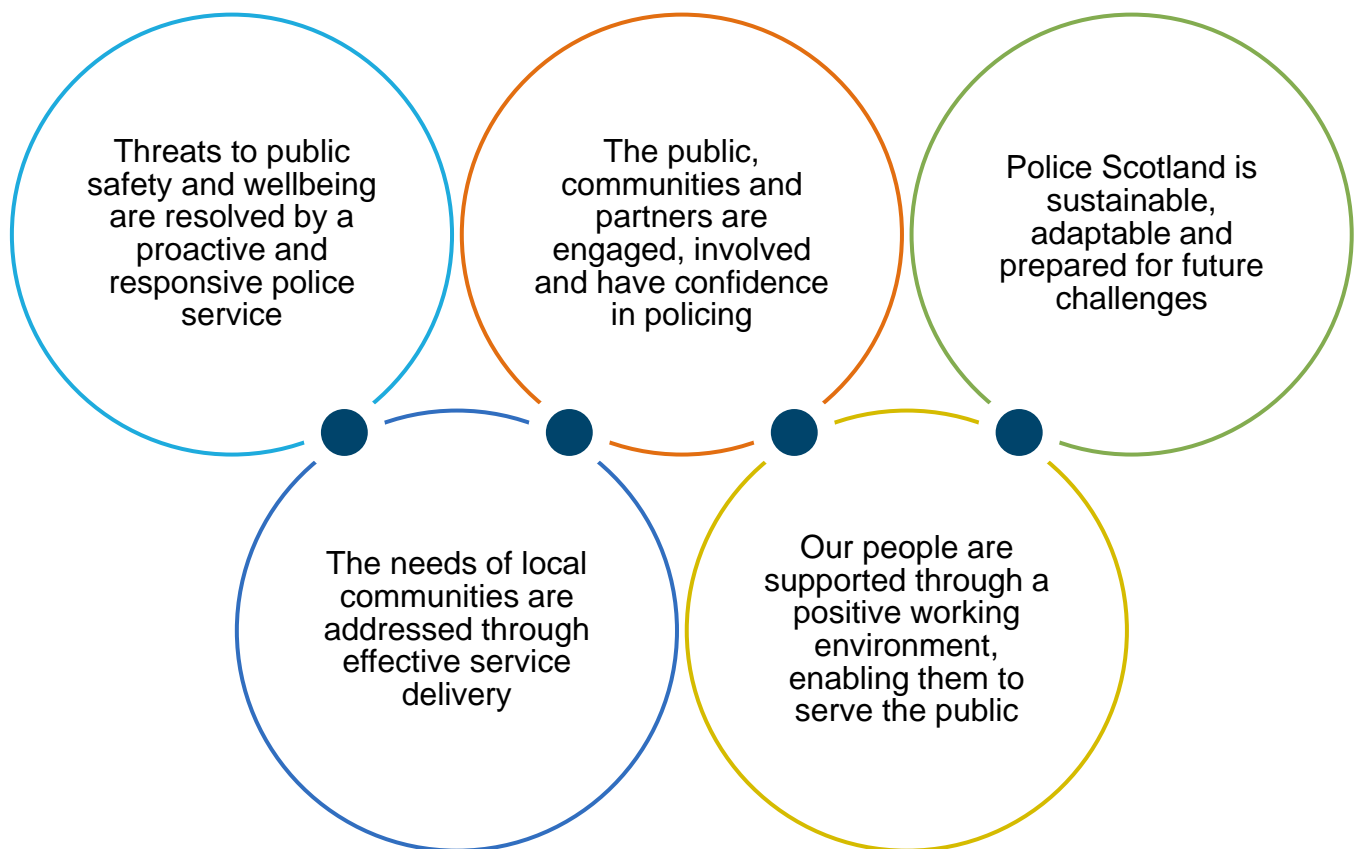 Threats to public
safety and wellbeing
are resolved by a
proactive and
responsive police
service
The public,
communities and
partners are
engaged, involved
and have confidence
in policing
Police Scotland is
sustainable,
adaptable and
prepared for future
challenges
The needs of local
communities are
addressed through
effective service
delivery
Our people are
supported through a
positive working
environment,
enabling them to
serve the public